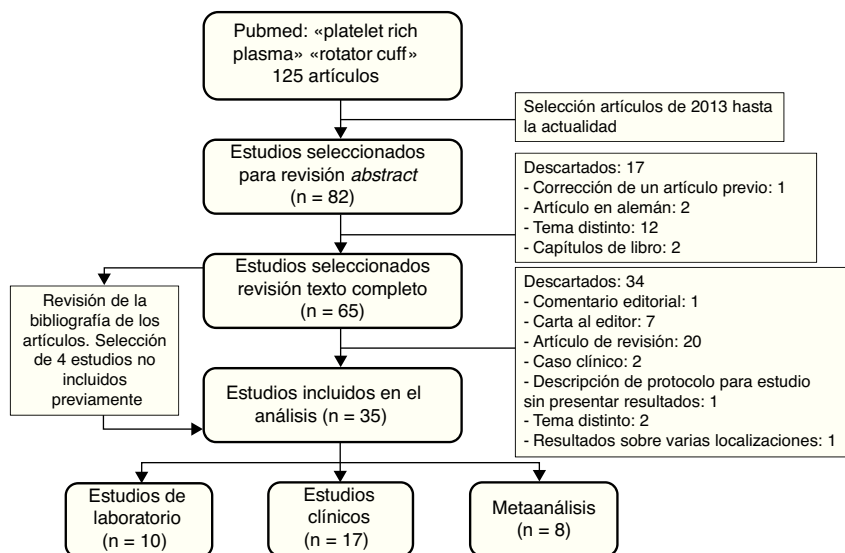 Pubmed: «platelet rich
plasma» «rotator cuff»
125 artículos
Selección artículos de 2013 hasta
la actualidad
Estudios seleccionados
para revisión abstract
(n = 82)
Descartados: 17
- Corrección de un artículo previo: 1
- Artículo en alemán: 2
- Tema distinto: 12
- Capítulos de libro: 2
Estudios seleccionados
revisión texto completo
(n = 65)
Descartados: 34
- Comentario editorial: 1
- Carta al editor: 7
- Artículo de revisión: 20
- Caso clínico: 2
- Descripción de protocolo para estudio
sin presentar resultados: 1
- Tema distinto: 2
- Resultados sobre varias localizaciones: 1
Revisión de la
bibliografía de los
artículos. Selección
de 4 estudios no
incluidos
previamente
Estudios incluidos en el
análisis (n = 35)
Estudios de
laboratorio
(n = 10)
Estudios
clínicos
(n = 17)
Metaanálisis
(n = 8)